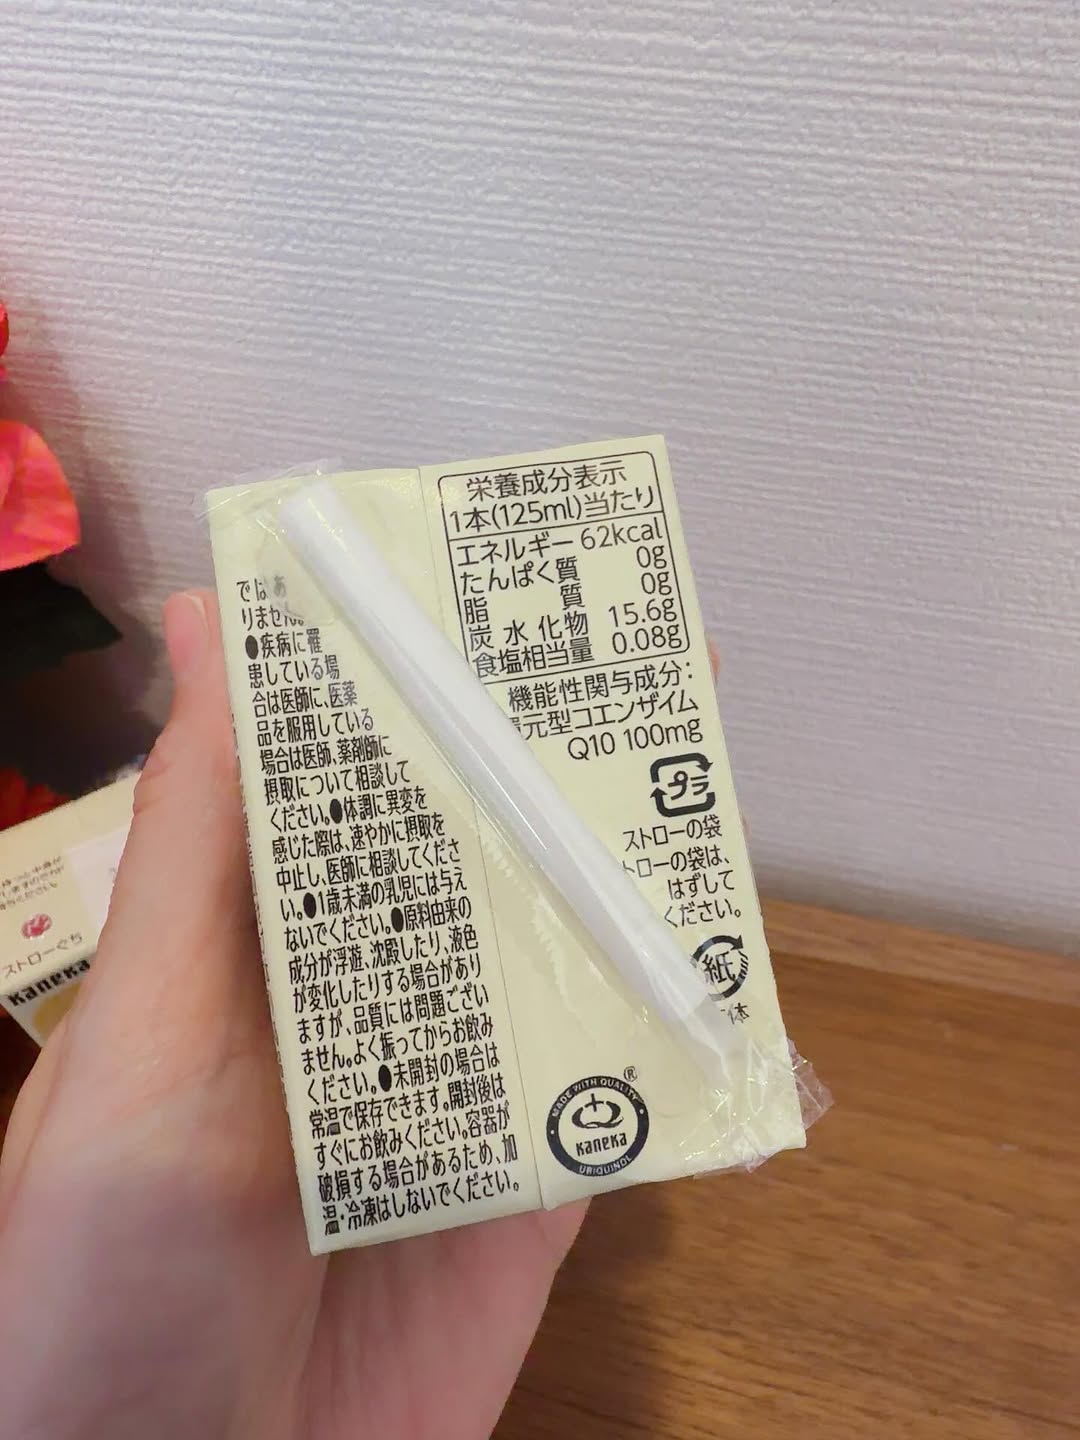 ではあ
りません。
●疾病に罹
患している場
合は医師に、医薬
品を服用している
場合は医師、薬剤師に
摂取について相談して
ください。●体調に異変を
感じた際は、速やかに摂取を
中止し、医師に相談してくださ
い。●1歳未満の乳児には与え
ないでください。●原料由来の
成分が浮遊、沈殿したり、液色
が変化したりする場合があり
ますが、品質には問題ござい
ません。よく振ってからお飲み
ください。●未開封の場合は
常温で保存できます。開封後は
すぐにお飲みください。容器が
破損する場合があるため、加
温・冷凍はしないでください。
栄養成分表示
1本(125ml)当たり
エネルギー 62kcal
たんぱく質 0g
脂質 0g
炭水化物 15.6g
食塩相当量 0.08g
機能性関与成分:
元型コエンザイム
Q10 100mg
プラ
ストローの袋
トローの袋は、
はずして
ください。
紙
体
MADE WITH QUALITY
Kaneka
UBIQUINOL
®
ストローぐち
Kaneka